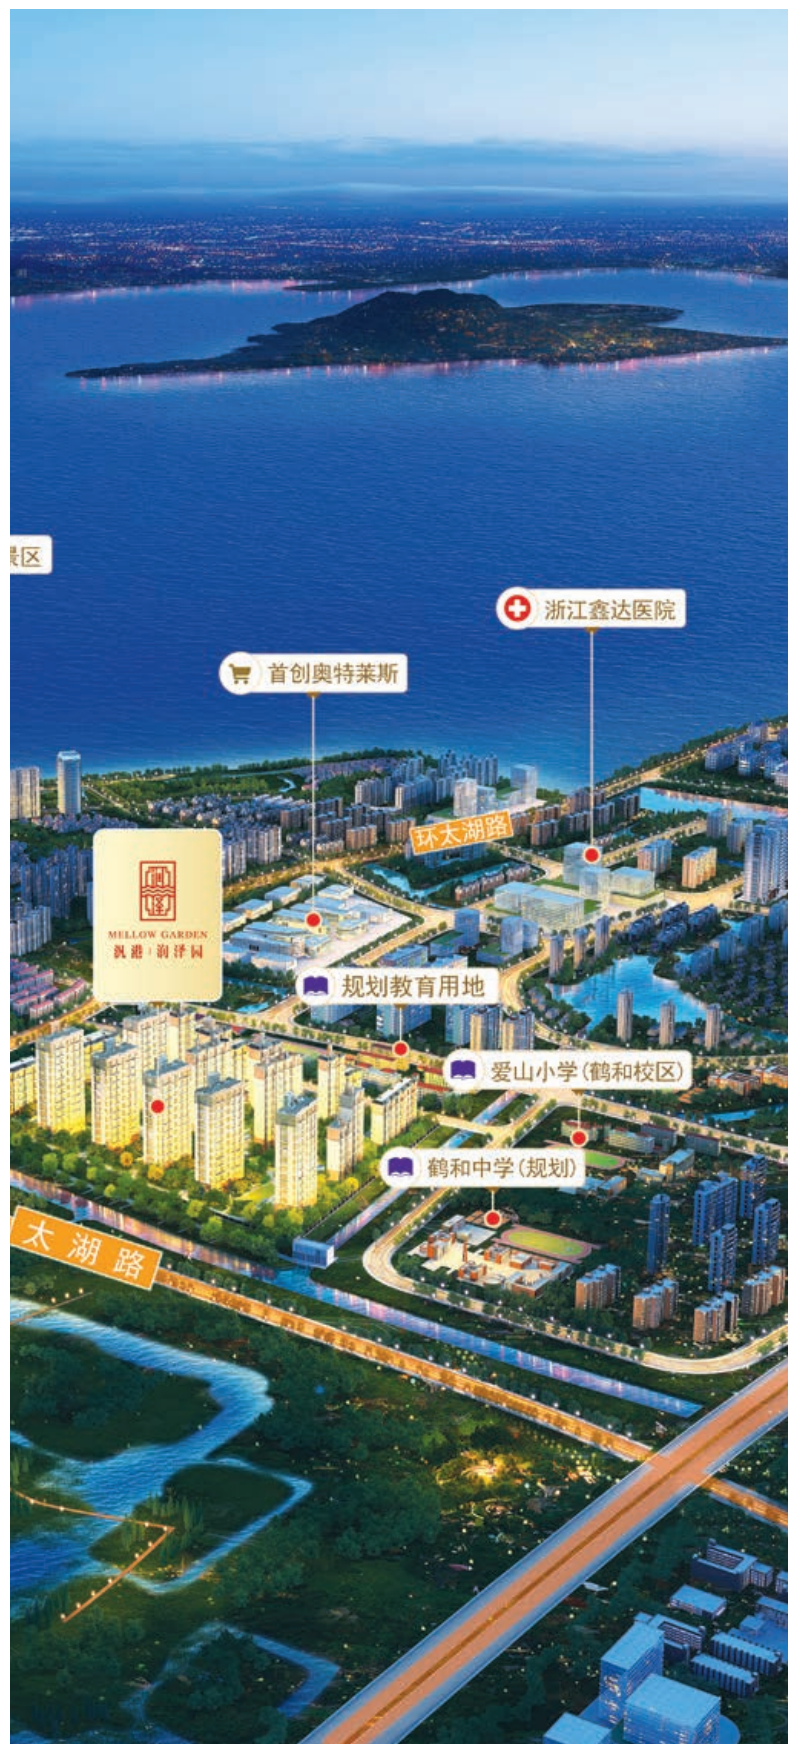 景区
浙江鑫达医院
首创奥特莱斯
环太湖路
MELLOW GARDEN
汎港 | 润泽园
规划教育用地
爱山小学(鹤和校区)
鹤和中学(规划)
太湖路